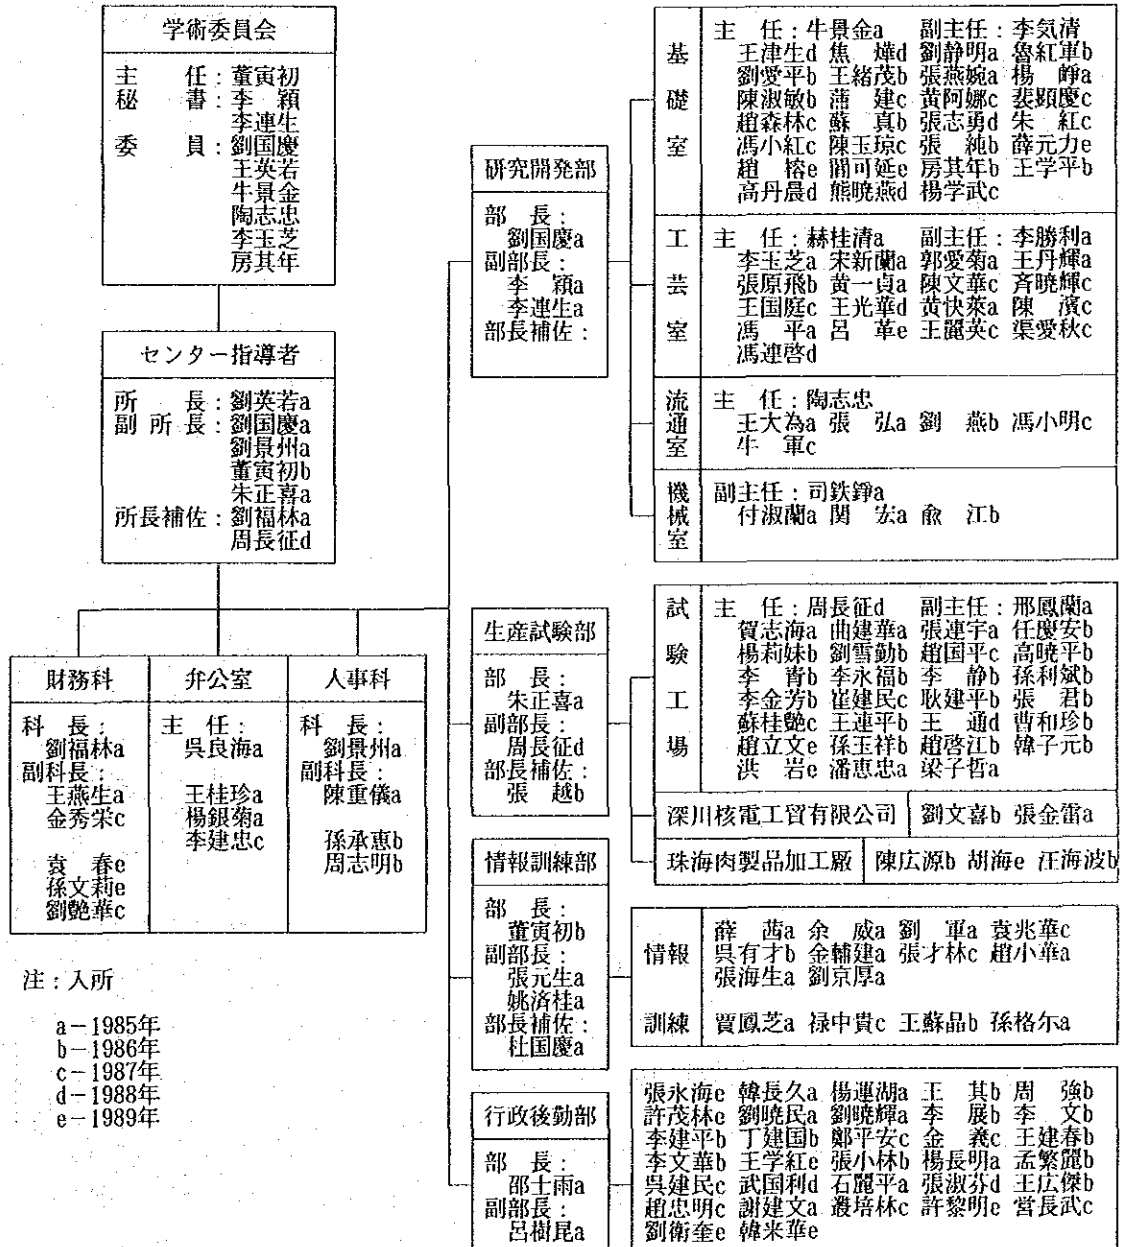 学術委員会
主　　任：董寅初
秘　　書：李　穎
李連生
委　　員：劉国慶
王英若
牛景金
陶志忠
李玉芝
房其年
センター指導者
所　　長：劉英若a
副 所 長：劉国慶a
劉景州a
董寅初b
朱正喜a
所長補佐：劉福林a
周長征d
財務科
科　長：
劉福林a
副科長：
王燕生a
金秀栄c
袁　春e
孫文莉e
劉艶華c
弁公室
主　任：
呉良海a
王桂珍a
楊銀菊a
李建忠c
人事科
科　長：
劉景州a
副科長：
陳重儀a
孫承恵b
周志明b
注：入所
a－1985年
b－1986年
c－1987年
d－1988年
e－1989年
研究開発部
部　長：
劉国慶a
副部長：
李　穎a
李連生a
部長補佐：
基礎室
主　任：牛景金a　副主任：李気清
王津生d 焦　燁d 劉静明a 魯紅軍b
劉愛平b 王緒茂b 張燕婉a 楊　崢a
陳淑敏b 蒲　建c 黄阿娜c 裴顕慶c
趙森林c 蘇　真b 張志勇d 朱　紅c
馮小紅c 陳玉琼c 張　純b 薛元力e
趙　榕e 閻可延e 房其年b 王学平b
高丹晨d 熊暁燕d 楊学武c
工芸室
主　任：赫桂清a　副主任：李勝利a
李玉芝a 宋新蘭a 郭愛菊a 王丹輝a
張原飛b 黄一貞a 陳文華c 斉暁輝c
王国庭c 王光華d 黄快莱a 陳　濱c
馮　平a 呂　革e 王麗英c 渠愛秋c
馮連啓d
流通室
主　任：陶志忠
王大為a 張　弘a 劉　燕b 馮小明c
牛　軍c
機械室
副主任：司鉄錚a
付淑蘭a 関　宏a 兪　江b
生産試験部
部　長：
朱正喜a
副部長：
周長征d
部長補佐：
張　越b
試験工場
主　任：周長征d　副主任：邢鳳蘭a
賀志海a 曲建華a 張連宇a 任慶安b
楊莉妹b 劉雪勤b 趙国平c 高暁平b
李　青b 李永福b 李　静b 孫利斌b
李金芳b 崔建民c 耿建平b 張　君b
蘇桂艶c 王連平b 王　通d 曹和珍b
趙立文e 孫玉祥b 趙啓江b 韓子元b
洪　岩e 潘恵忠a 梁子哲a
深川核電工貿有限公司　劉文喜b 張金雷a
珠海肉製品加工廠　陳広源b 胡海e 汪海波b
情報訓練部
部　長：
董寅初b
副部長：
張元生a
姚済桂a
部長補佐：
杜国慶a
情報
薛　茜a 余　威a 劉　軍a 袁兆華c
呉有才b 金輔建a 張才林c 趙小華a
張海生a 劉京厚a
訓練　賈鳳芝a 禄中貴c 王蘇品b 孫格尓a
行政後勤部
部　長：
邵士雨a
副部長：
呂樹昆a
張永海e 韓長久a 楊運湖a 王　其b 周　強b
許茂林e 劉暁民a 劉暁輝a 李　展b 李　文b
李建平b 丁建国b 鄭平安c 金　義c 王建春b
李文華b 王学紅e 張小林b 楊長明a 孟繁麗b
呉建民c 武国利d 石麗平a 張淑芬d 王広傑b
趙忠明c 謝建文a 叢培林c 許黎明e 営長武c
劉衛奎e 韓来華e